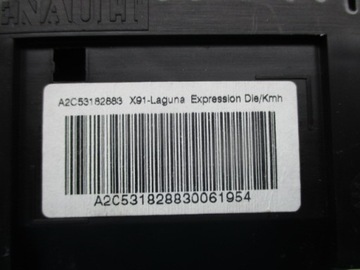 A2C53182883 X91-Laguna Expression Die/Kmh
A2C531828830061954